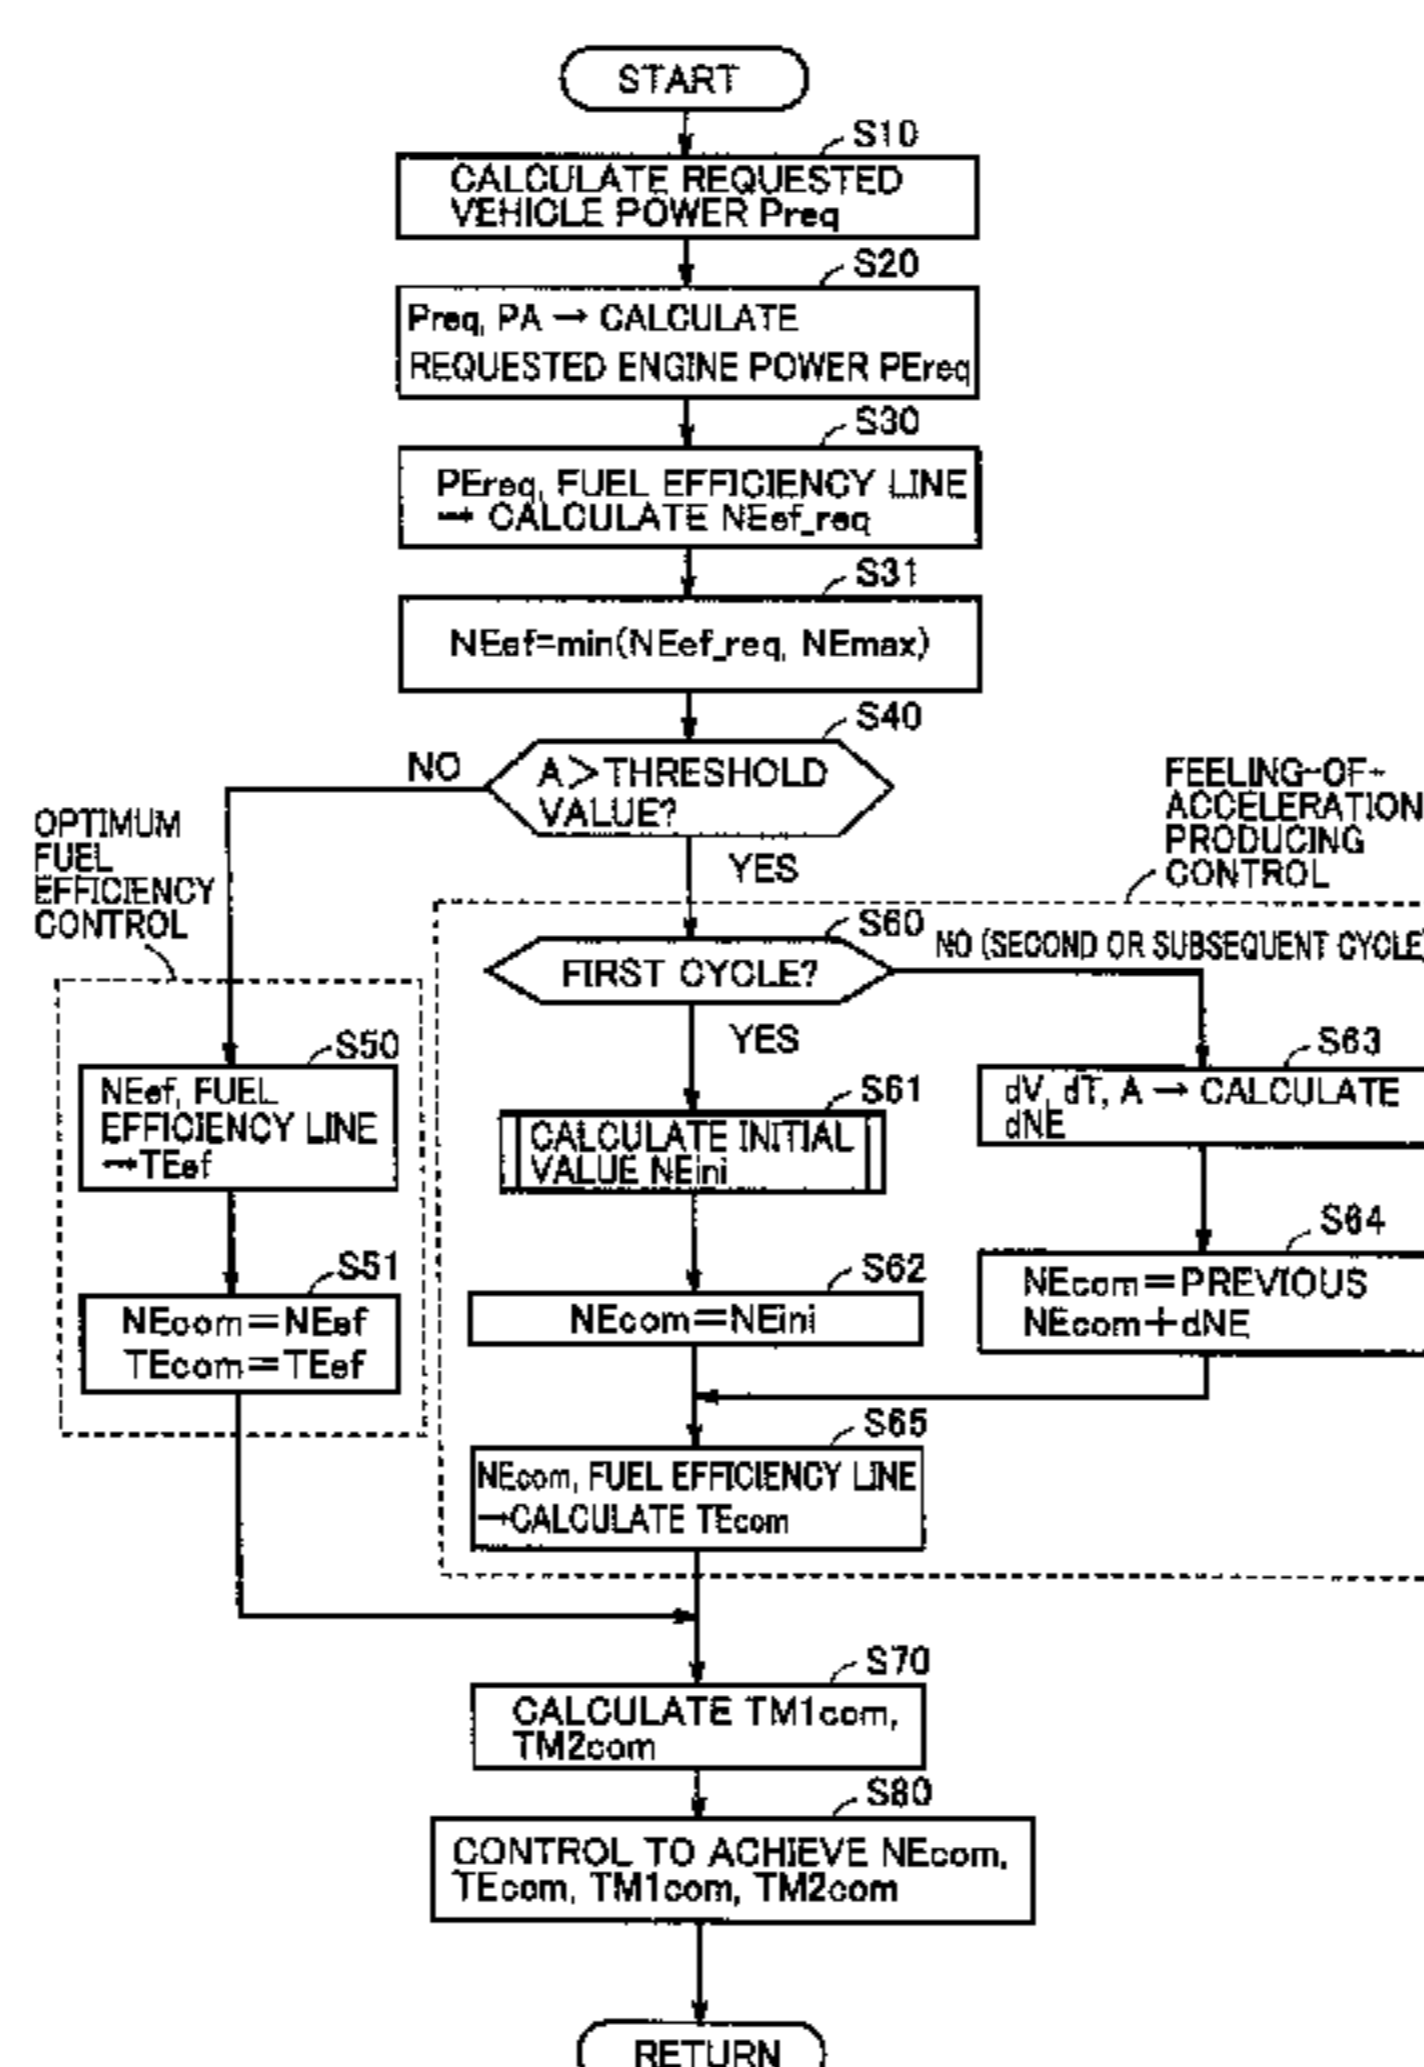 START
S10
CALCULATE REQUESTED
VEHICLE POWER Preq
S20
Preq, PA → CALCULATE
REQUESTED ENGINE POWER PEreq
S30
PEreq, FUEL EFFICIENCY LINE
→ CALCULATE NEef_req
S31
NEef=min(NEef_req, NEmax)
S40
A>THRESHOLD
VALUE?
NO
YES
OPTIMUM
FUEL
EFFICIENCY
CONTROL
FEELING-OF-
ACCELERATION
PRODUCING
CONTROL
S50
NEef, FUEL
EFFICIENCY LINE
→TEef
S51
NEcom=NEef
TEcom=TEef
S60
FIRST CYCLE?
NO (SECOND OR SUBSEQUENT CYCLE)
YES
S61
CALCULATE INITIAL
VALUE NEini
S62
NEcom=NEini
S63
dV, dT, A → CALCULATE
dNE
S64
NEcom=PREVIOUS
NEcom+dNE
S65
NEcom, FUEL EFFICIENCY LINE
→CALCULATE TEcom
S70
CALCULATE TM1com,
TM2com
S80
CONTROL TO ACHIEVE NEcom,
TEcom, TM1com, TM2com
RETURN